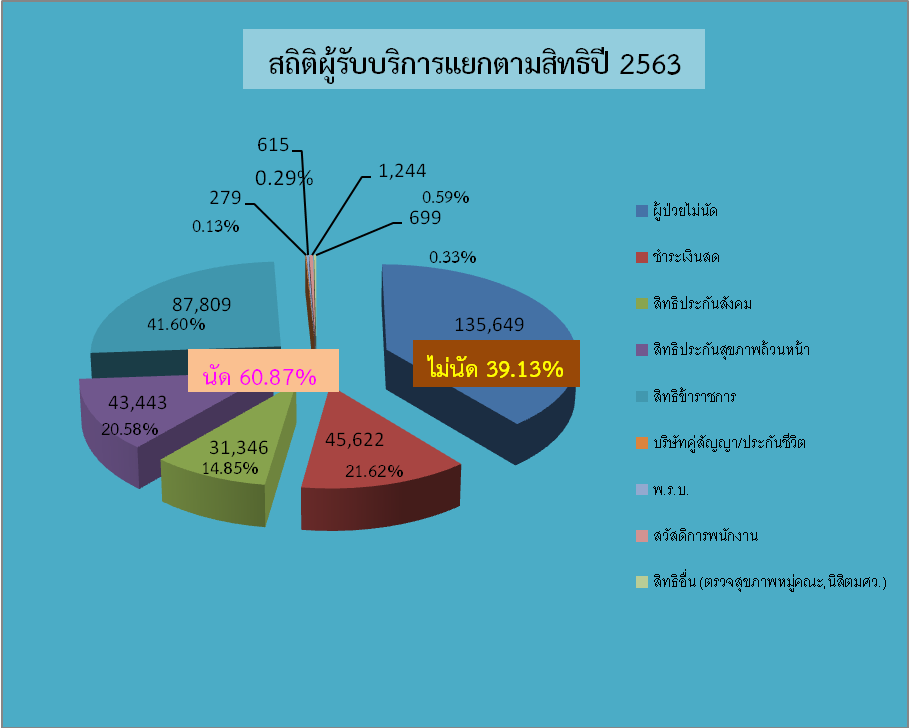 สถิติผู้รับบริการแยกตามสิทธิปี 2563
615
0.29%
279
0.13%
1,244
0.59%
699
0.33%
87,809
41.60%
135,649
นัด 60.87%
ไม่นัด 39.13%
43,443
20.58%
31,346
14.85%
45,622
21.62%
ผู้ป่วยไม่นัด
ชำระเงินสด
สิทธิประกันสังคม
สิทธิประกันสุขภาพถ้วนหน้า
สิทธิข้าราชการ
บริษัทคู่สัญญา/ประกันชีวิต
พ.ร.บ.
สวัสดิการพนักงาน
สิทธิอื่น (ตรวจสุขภาพหมู่คณะ,นิสิตมศว.)